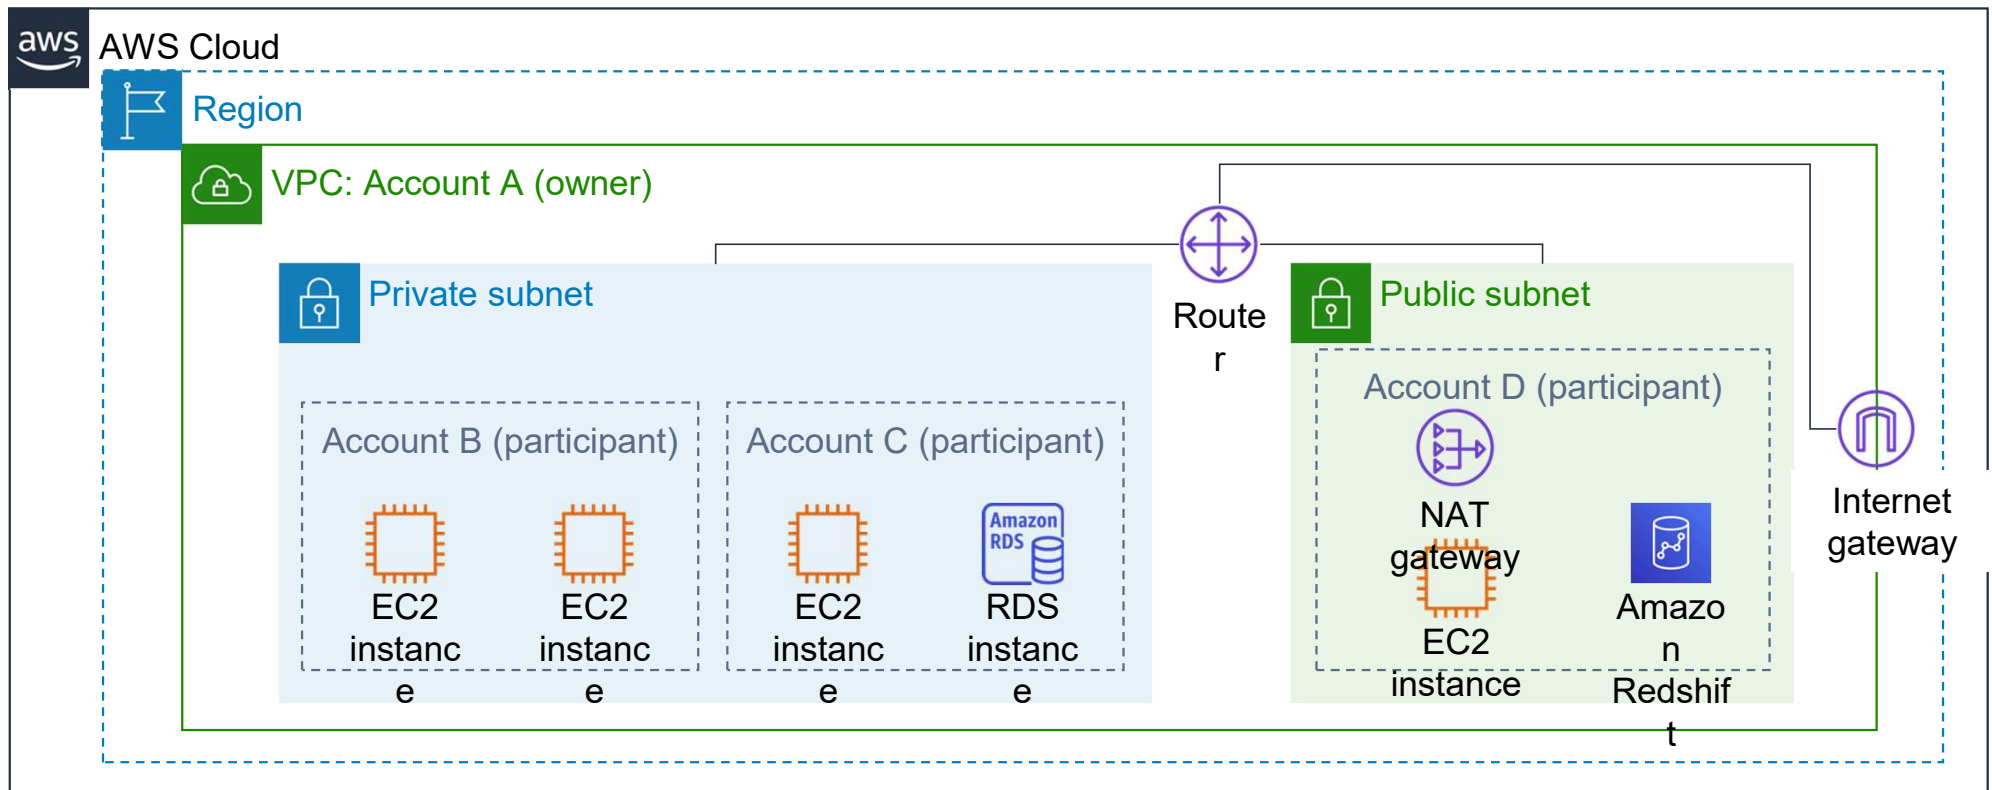 aws
AWS Cloud
Region
VPC: Account A (owner)
Private subnet
Route
r
Public subnet
Account B (participant)
Account C (participant)
Account D (participant)
EC2
instanc
e
EC2
instanc
e
EC2
instanc
e
Amazon
RDS
RDS
instanc
e
NAT
gateway
EC2
instance
Amazo
n
Redshif
t
Internet
gateway